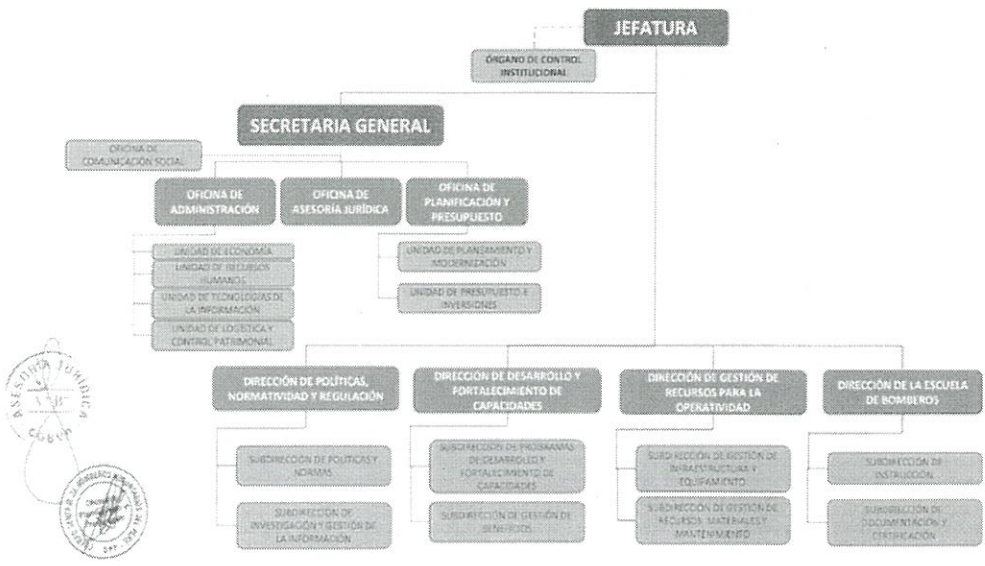 JEFATURA
ÓRGANO DE CONTROL
INSTITUCIONAL
SECRETARIA GENERAL
OFICINA DE
COMUNICACIÓN SOCIAL
OFICINA DE
ADMINISTRACIÓN
OFICINA DE
ASESORÍA JURÍDICA
OFICINA DE
PLANIFICACIÓN Y
PRESUPUESTO
UNIDAD DE ECONOMÍA
UNIDAD DE RECURSOS
HUMANOS
UNIDAD DE TECNOLOGÍAS DE
LA INFORMACIÓN
UNIDAD DE LOGÍSTICA Y
CONTROL PATRIMONIAL
UNIDAD DE PLANEAMIENTO Y
MODERNIZACIÓN
UNIDAD DE PRESUPUESTO E
INVERSIONES
DIRECCIÓN DE POLÍTICAS,
NORMATIVIDAD Y REGULACIÓN
SUBDIRECCIÓN DE POLÍTICAS Y
NORMAS
SUBDIRECCIÓN DE
INVESTIGACIÓN Y GESTIÓN DE
LA INFORMACIÓN
DIRECCIÓN DE DESARROLLO Y
FORTALECIMIENTO DE
CAPACIDADES
SUBDIRECCIÓN DE PROGRAMAS
DE DESARROLLO Y
FORTALECIMIENTO DE
CAPACIDADES
SUBDIRECCIÓN DE GESTIÓN DE
BENEFICIOS
DIRECCIÓN DE GESTIÓN DE
RECURSOS PARA LA
OPERATIVIDAD
SUBDIRECCIÓN DE GESTIÓN DE
INFRAESTRUCTURA Y
EQUIPAMIENTO
SUBDIRECCIÓN DE GESTIÓN DE
RECURSOS MATERIALES Y
MANTENIMIENTO
DIRECCIÓN DE LA ESCUELA
DE BOMBEROS
SUBDIRECCIÓN DE
INSTRUCCIÓN
SUBDIRECCIÓN DE
DOCUMENTACIÓN Y
CERTIFICACIÓN
ASESORÍA JURÍDICA